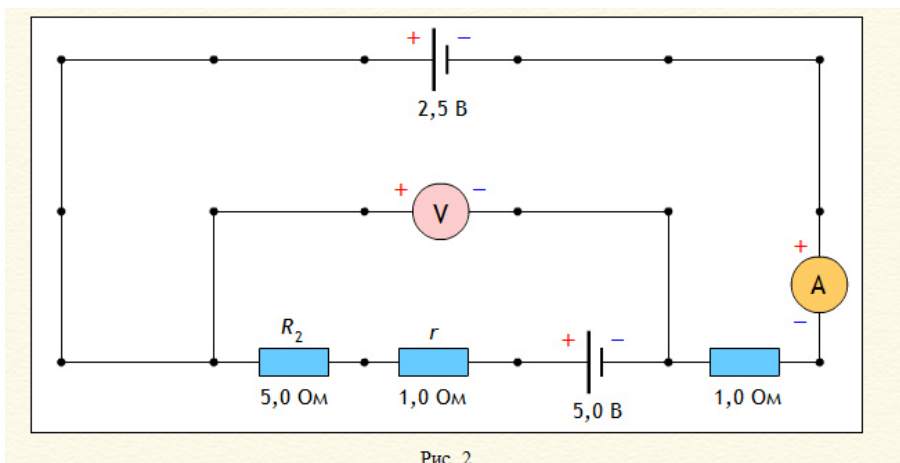 + −
2,5 В
+ V −
+
A
−
R₂ r + −
5,0 Ом 1,0 Ом 5,0 В 1,0 Ом
Рис. 2